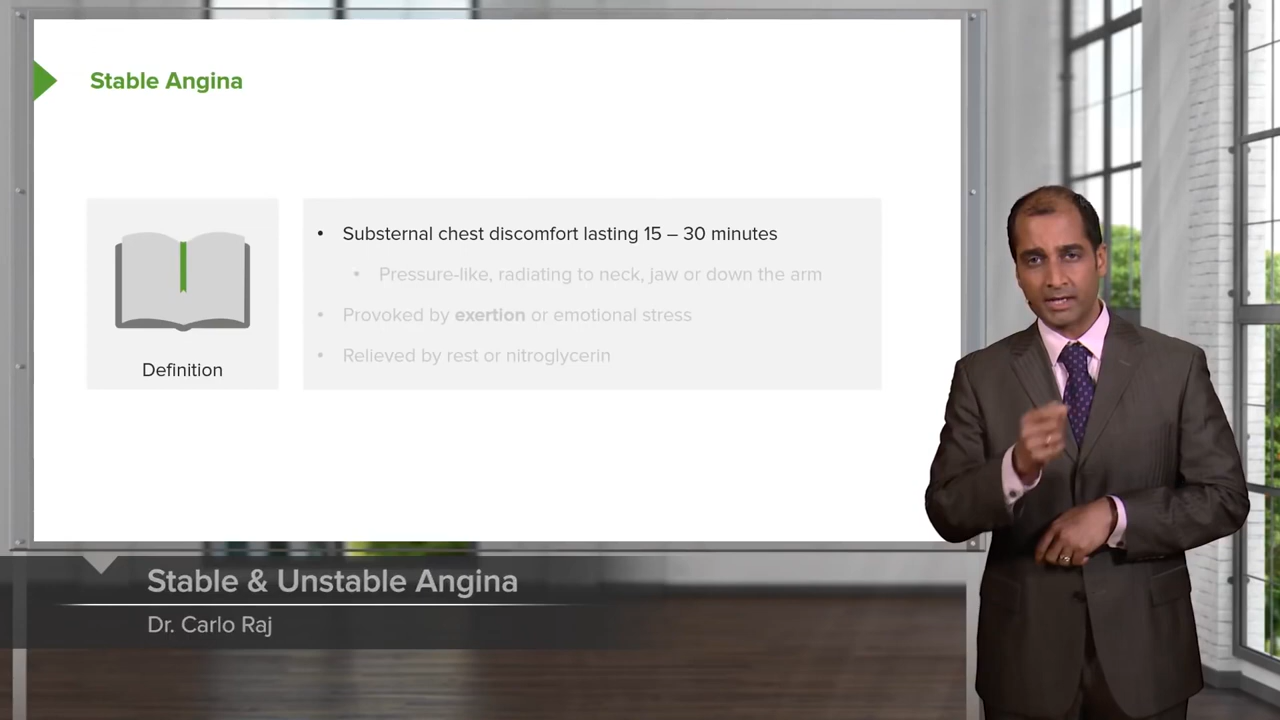 Stable Angina
Definition
• Substernal chest discomfort lasting 15 – 30 minutes
• Pressure-like, radiating to neck, jaw or down the arm
• Provoked by exertion or emotional stress
• Relieved by rest or nitroglycerin
Stable & Unstable Angina
Dr. Carlo Raj